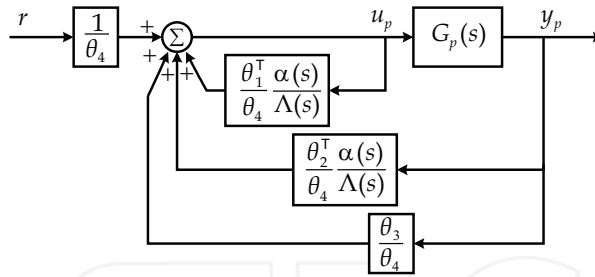 r
1/θ₄
+ + + +
Σ
u_p
G_p(s)
y_p
θ₁ᵀ/θ₄ α(s)/Λ(s)
θ₂ᵀ/θ₄ α(s)/Λ(s)
θ₃/θ₄